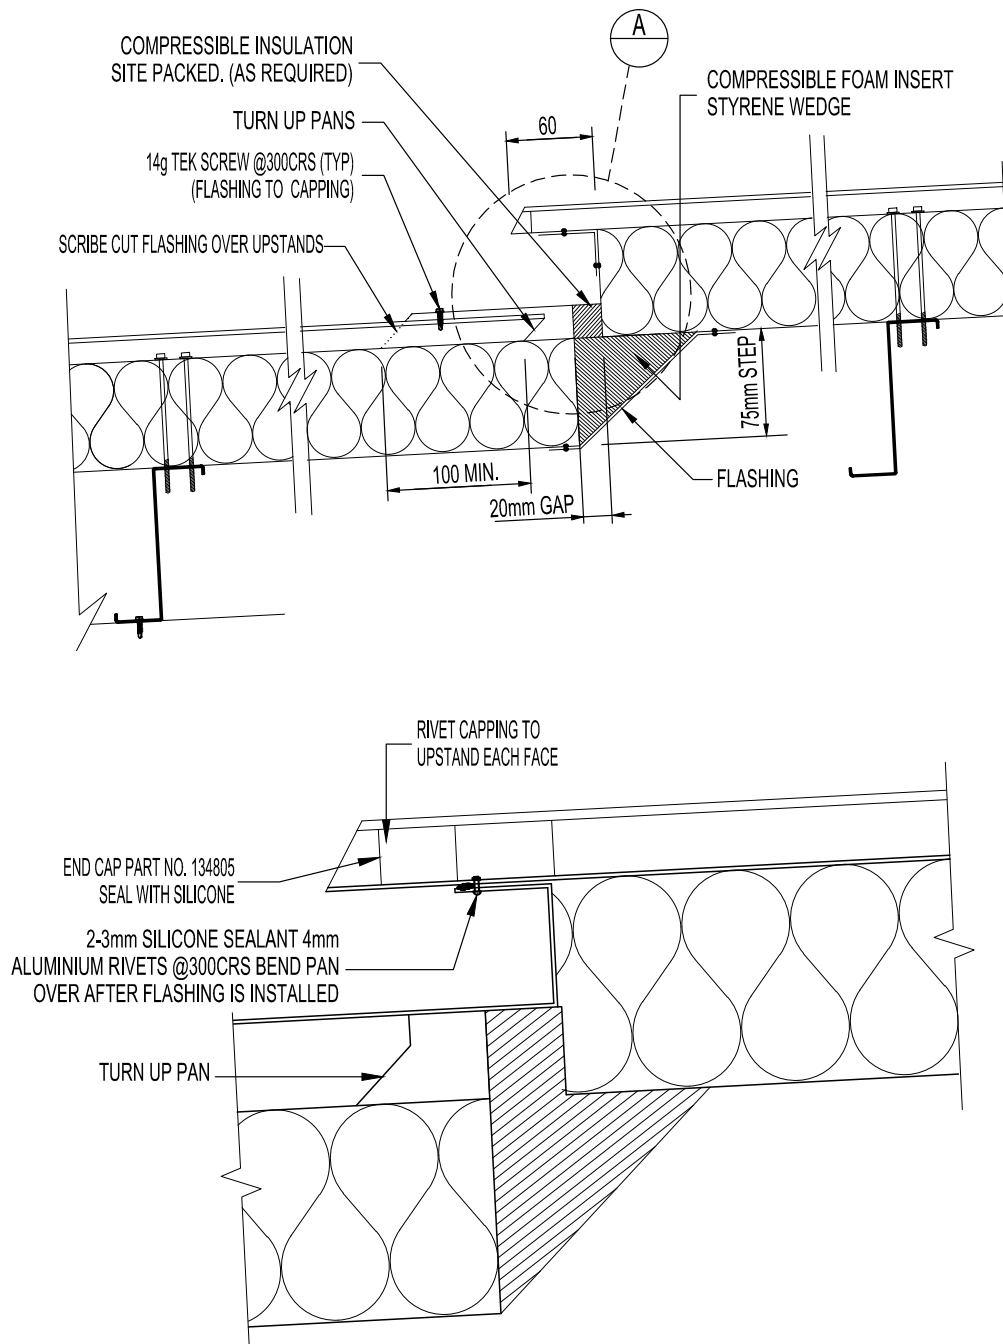 A
COMPRESSIBLE INSULATION
SITE PACKED. (AS REQUIRED)
COMPRESSIBLE FOAM INSERT
STYRENE WEDGE
TURN UP PANS
60
14g TEK SCREW @300CRS (TYP)
(FLASHING TO CAPPING)
SCRIBE CUT FLASHING OVER UPSTANDS
75mm STEP
100 MIN.
FLASHING
20mm GAP
RIVET CAPPING TO
UPSTAND EACH FACE
END CAP PART NO. 134805
SEAL WITH SILICONE
2-3mm SILICONE SEALANT 4mm
ALUMINIUM RIVETS @300CRS BEND PAN
OVER AFTER FLASHING IS INSTALLED
TURN UP PAN